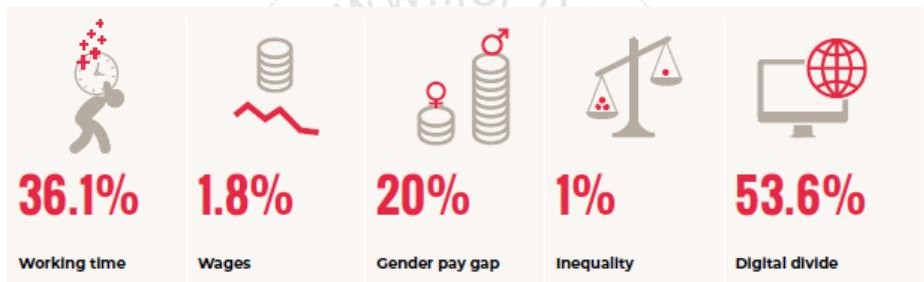 36.1%
1.8%
20%
1%
53.6%
Working time
Wages
Gender pay gap
Inequality
Digital divide